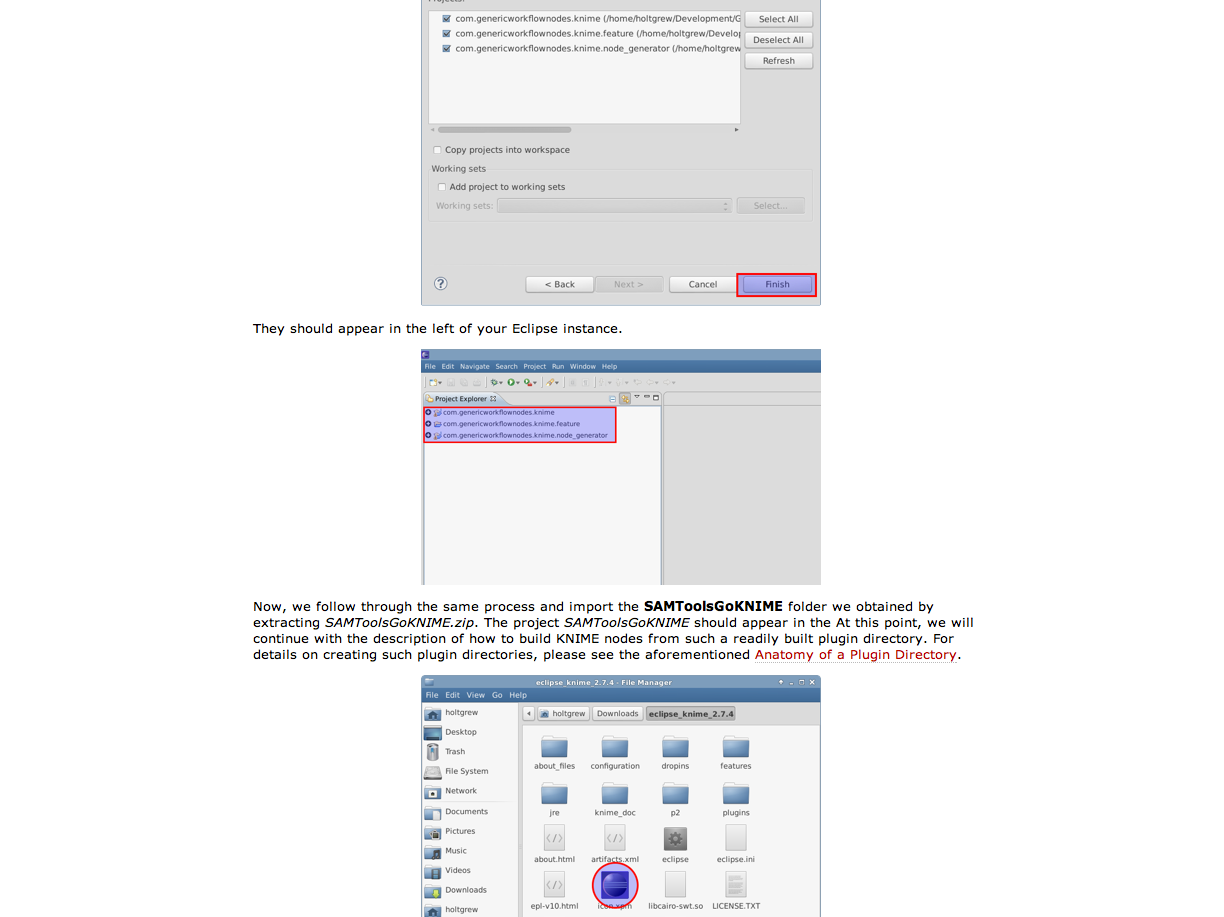 Projects:
com.genericworkflownodes.knime (/home/holtgrew/Development/G
Select All
com.genericworkflownodes.knime.feature (/home/holtgrew/Develop
Deselect All
com.genericworkflownodes.knime.node_generator (/home/holtgrew
Refresh
Copy projects into workspace
Working sets
Add project to working sets
Working sets:
Select...
?
< Back
Next >
Cancel
Finish
They should appear in the left of your Eclipse instance.
File Edit Navigate Search Project Run Window Help
Project Explorer
com.genericworkflownodes.knime
com.genericworkflownodes.knime.feature
com.genericworkflownodes.knime.node_generator
Now, we follow through the same process and import the SAMToolsGoKNIME folder we obtained by
extracting SAMToolsGoKNIME.zip. The project SAMToolsGoKNIME should appear in the At this point, we will
continue with the description of how to build KNIME nodes from such a readily built plugin directory. For
details on creating such plugin directories, please see the aforementioned Anatomy of a Plugin Directory.
eclipse_knime_2.7.4 - File Manager
File Edit View Go Help
holtgrew
Desktop
Trash
File System
Network
Documents
Pictures
Music
Videos
Downloads
holtgrew
holtgrew Downloads eclipse_knime_2.7.4
about_files configuration dropins features
jre knime_doc p2 plugins
about.html artifacts.xml eclipse eclipse.ini
epl-v10.html icon.xpm libcairo-swt.so LICENSE.TXT